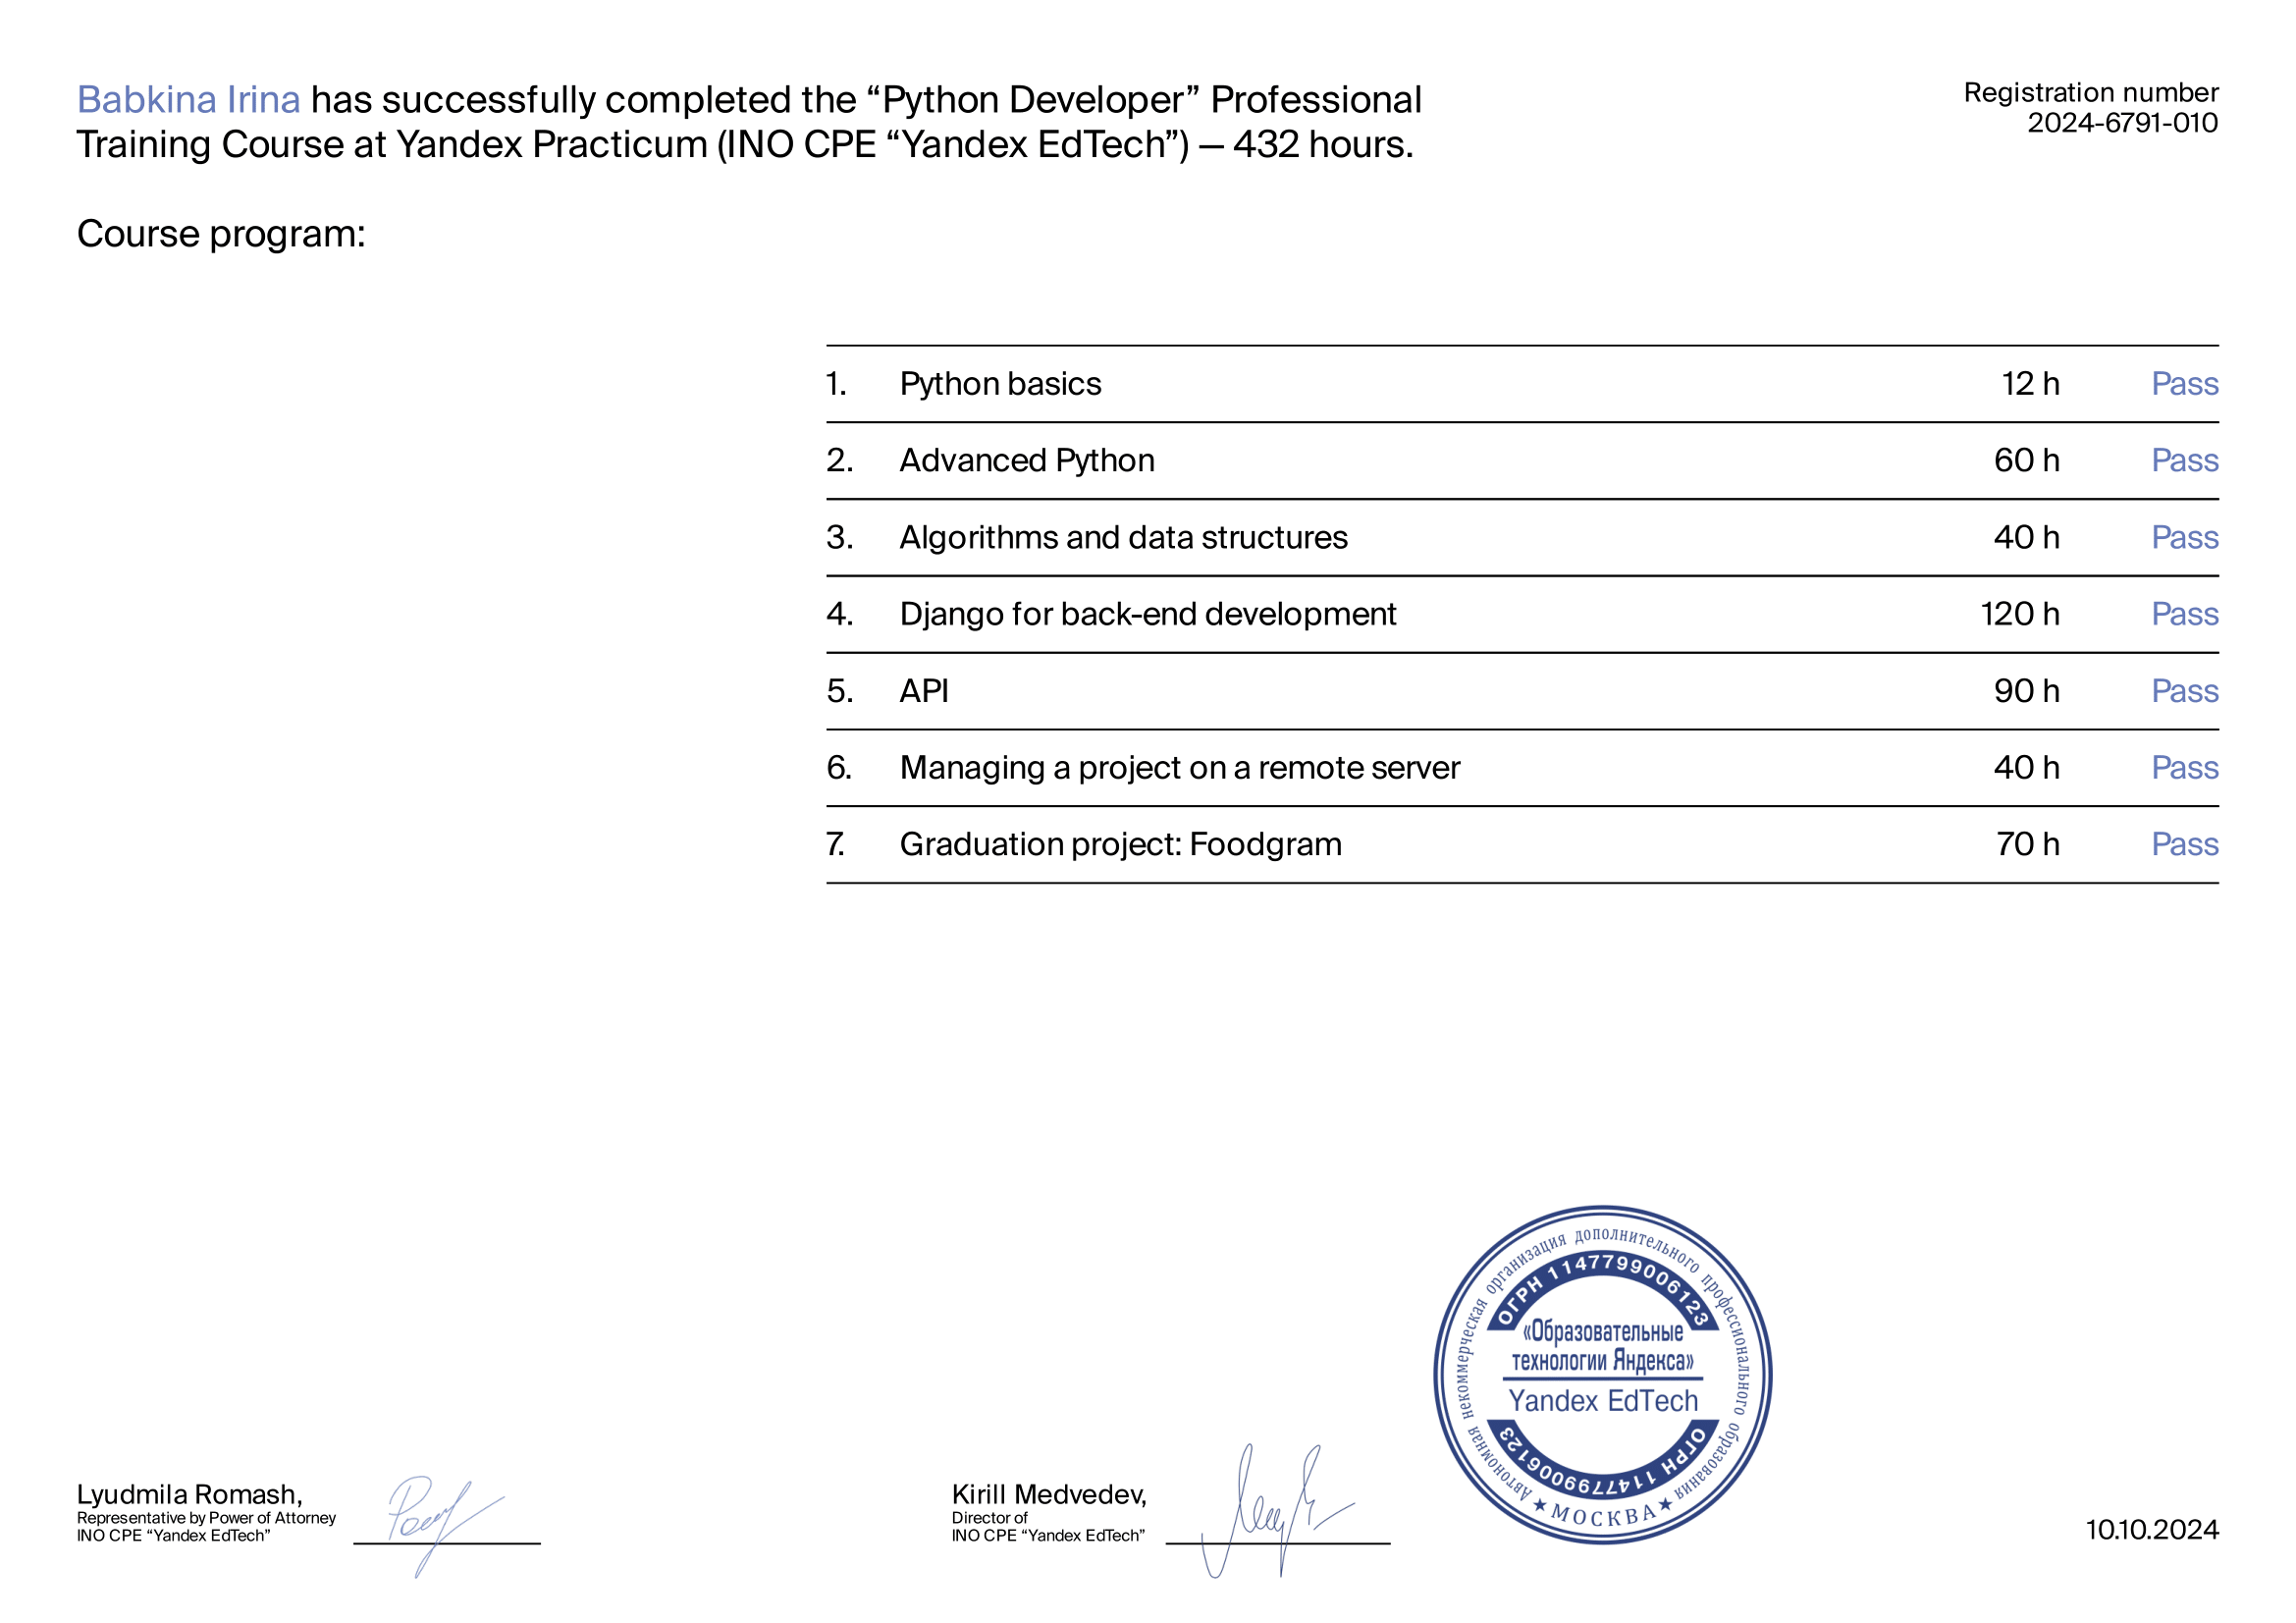 Babkina Irina has successfully completed the “Python Developer” Professional
Training Course at Yandex Practicum (INO CPE “Yandex EdTech”) — 432 hours.
Registration number
2024-6791-010
Course program:
1. Python basics 12 h Pass
2. Advanced Python 60 h Pass
3. Algorithms and data structures 40 h Pass
4. Django for back-end development 120 h Pass
5. API 90 h Pass
6. Managing a project on a remote server 40 h Pass
7. Graduation project: Foodgram 70 h Pass
Lyudmila Romash,
Representative by Power of Attorney
INO CPE “Yandex EdTech”
Kirill Medvedev,
Director of
INO CPE “Yandex EdTech”
Автономная некоммерческая организация дополнительного профессионального образования
ОГРН 1147799006123
«Образовательные
технологии Яндекса»
Yandex EdTech
ОГРН 1147799006123
★ МОСКВА ★
10.10.2024